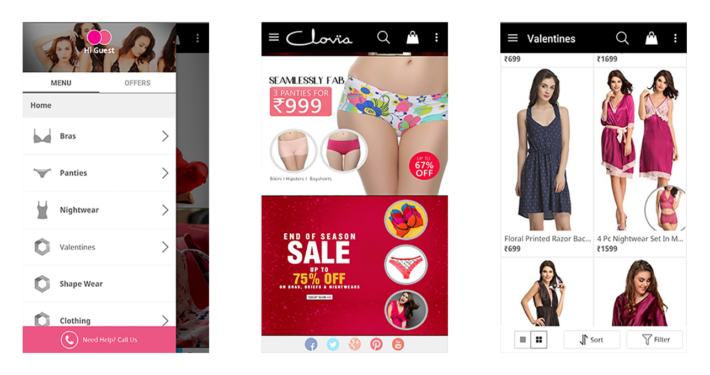 Hi Guest
MENU
OFFERS
Home
Bras
Panties
Nightwear
Valentines
Shape Wear
Clothing
Need Help? Call Us
Clovia
SEAMLESSLY FAB
3 PANTIES FOR
₹999
UP TO
67%
OFF
Bikini I Hipsters I Boyshorts
END OF SEASON
SALE
UP TO
75% OFF
ON BRAS, BRIEFS & NIGHTWEARS
SHOP NOW >>
Valentines
₹699
₹1699
Floral Printed Razor Bac...
₹699
4 Pc Nightwear Set In M...
₹1599
Sort
Filter